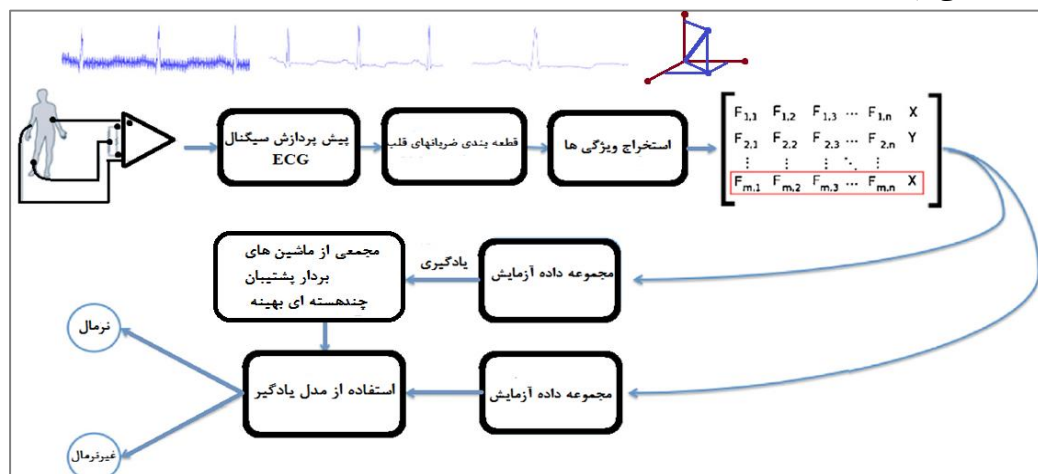 پیش پردازش سیگنال
ECG
قطعه بندی ضربانهای قلب
استخراج ویژگی ها
F1,1 F1,2 F1,3 ... F1,n X
F2,1 F2,2 F2,3 ... F2,n Y
⋮ ⋮ ⋮ ⋱ ⋮
Fm,1 Fm,2 Fm,3 ... Fm,n X
مجموعه داده آزمایش
یادگیری
مجمعی از ماشین های
بردار پشتیبان
چندهسته ای بهینه
نرمال
مجموعه داده آزمایش
استفاده از مدل یادگیر
غیرنرمال